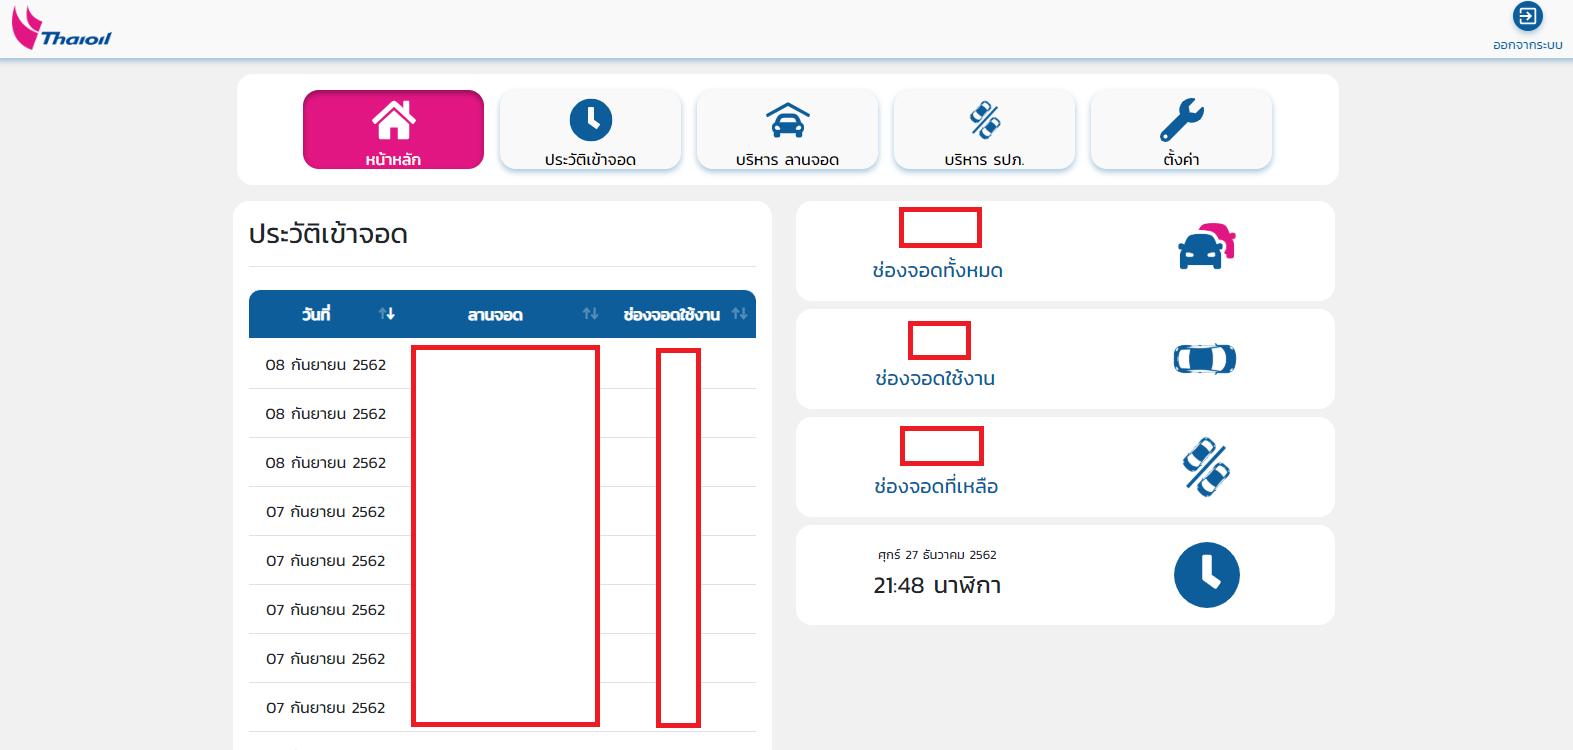 Thaioil
ออกจากระบบ
หน้าหลัก
ประวัติเข้าจอด
บริหาร ลานจอด
บริหาร รปภ.
ตั้งค่า
ประวัติเข้าจอด
วันที่ ลานจอด ช่องจอดใช้งาน
08 กันยายน 2562
08 กันยายน 2562
08 กันยายน 2562
07 กันยายน 2562
07 กันยายน 2562
07 กันยายน 2562
07 กันยายน 2562
07 กันยายน 2562
ช่องจอดทั้งหมด
ช่องจอดใช้งาน
ช่องจอดที่เหลือ
ศุกร์ 27 ธันวาคม 2562
21:48 นาฬิกา